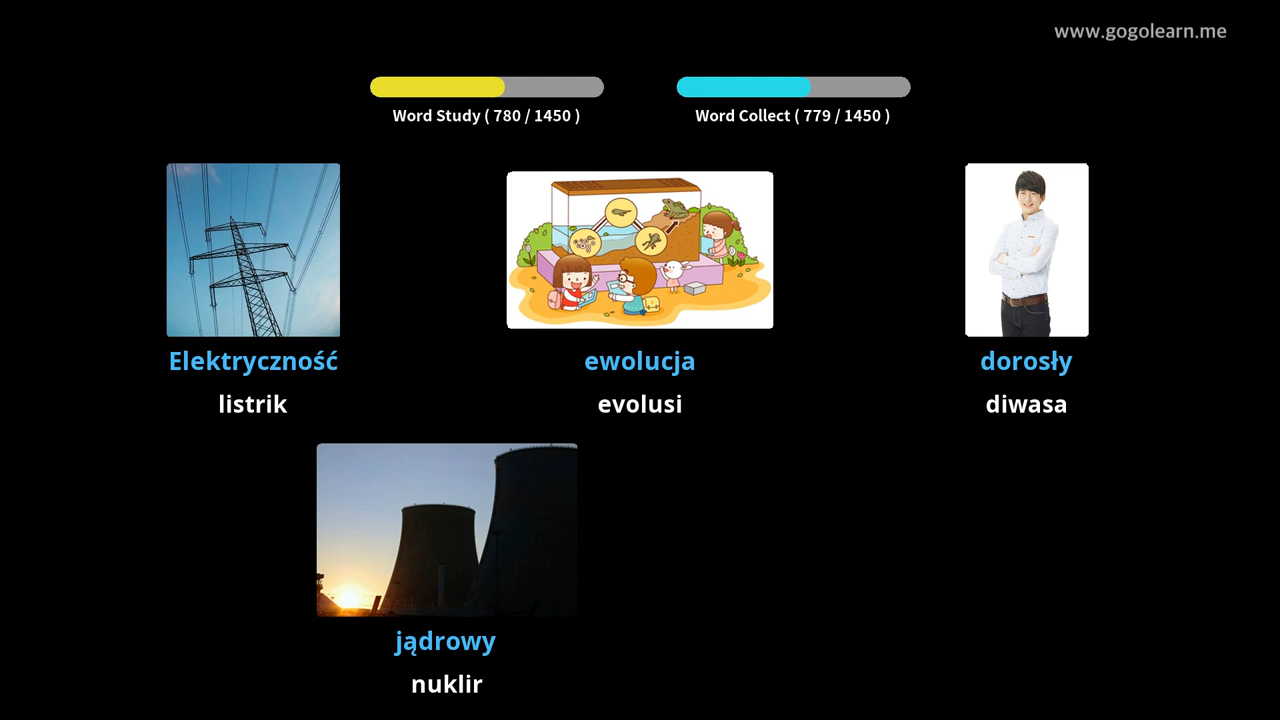 www.gogolearn.me
Word Study ( 780 / 1450 )
Word Collect ( 779 / 1450 )
Elektryczność
listrik
ewolucja
evolusi
dorosły
diwasa
jądrowy
nuklir